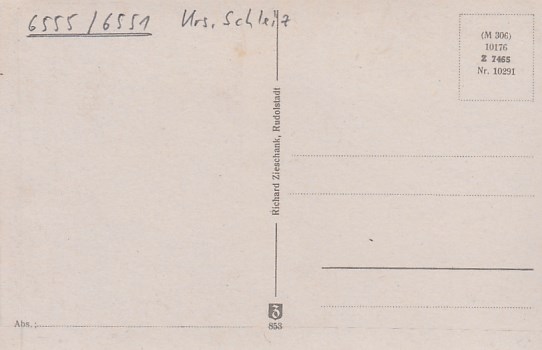 6555/6551 Krs. Schleiz
(M 306)
10176
Z 7465
Nr. 10291
Richard Zieschank, Rudolstadt
Abs.:
853